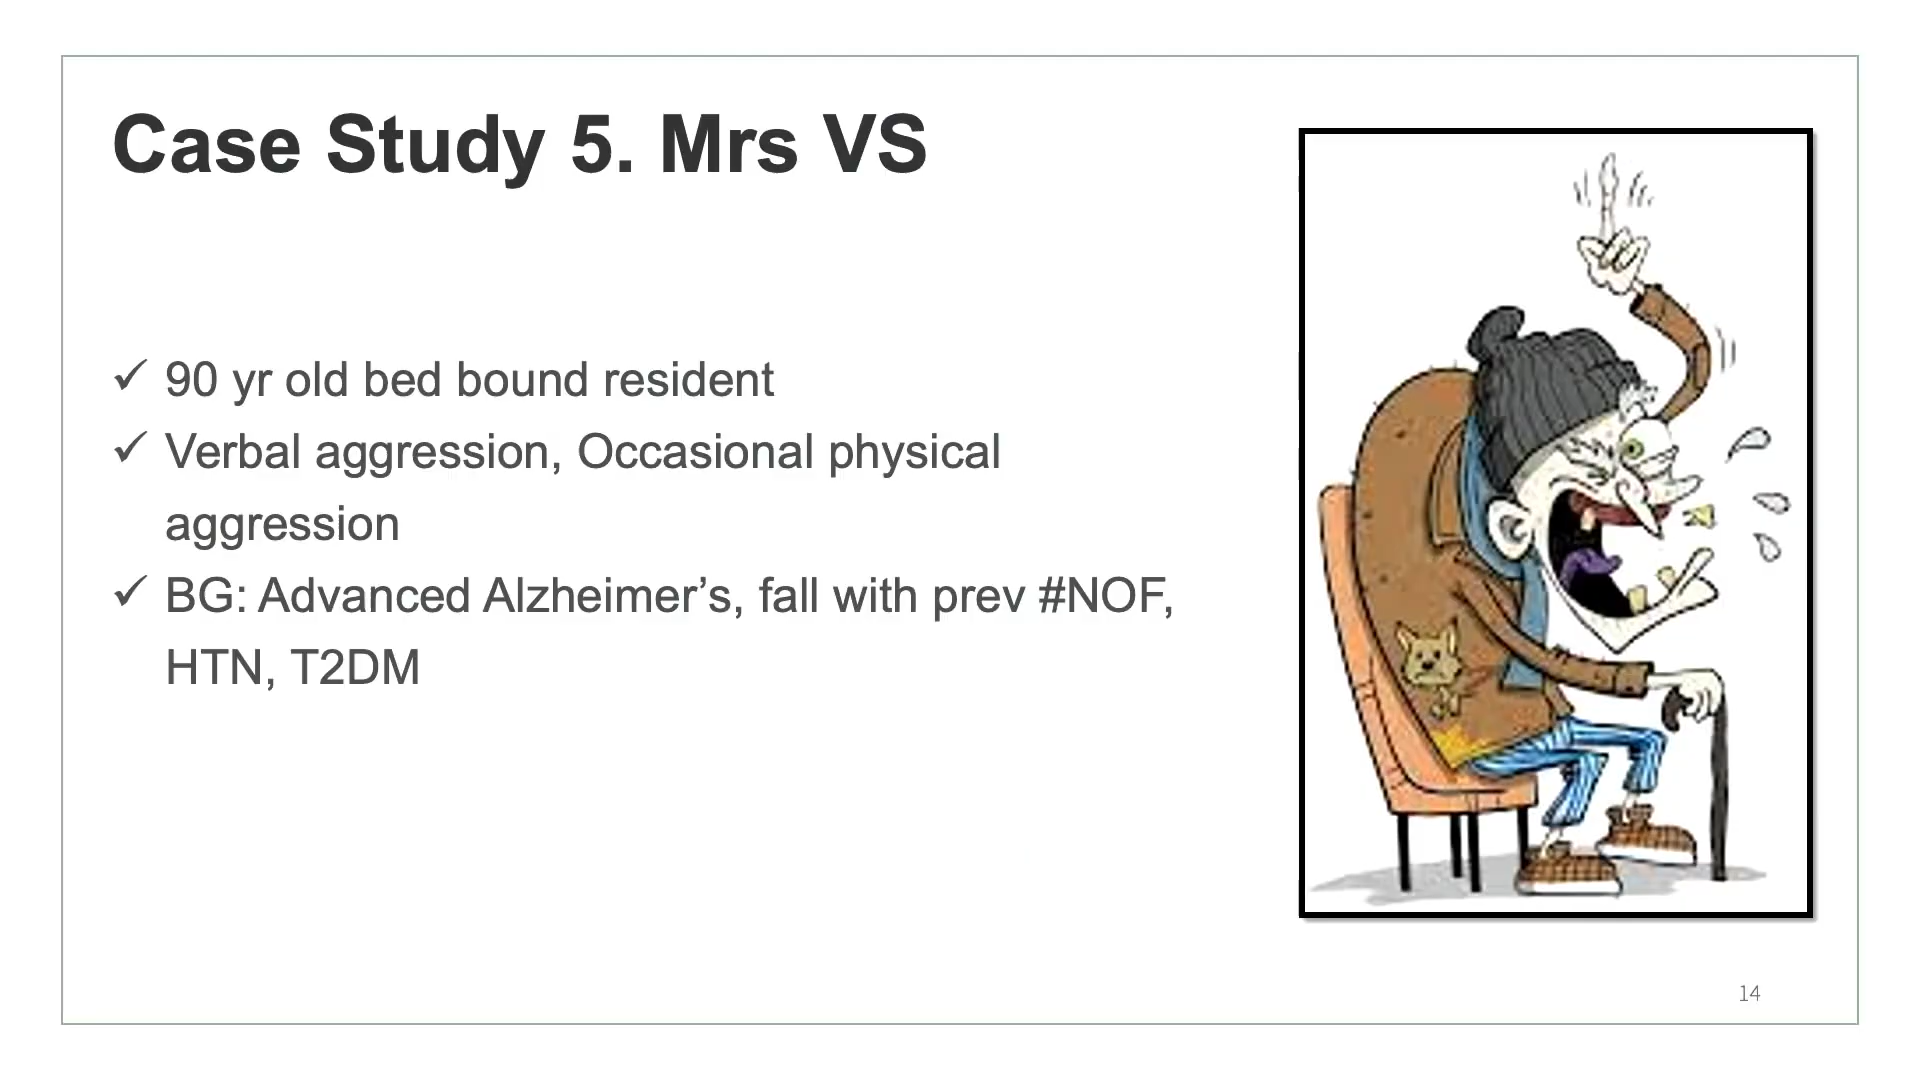 Case Study 5. Mrs VS
✓ 90 yr old bed bound resident
✓ Verbal aggression, Occasional physical
aggression
✓ BG: Advanced Alzheimer’s, fall with prev #NOF,
HTN, T2DM
14